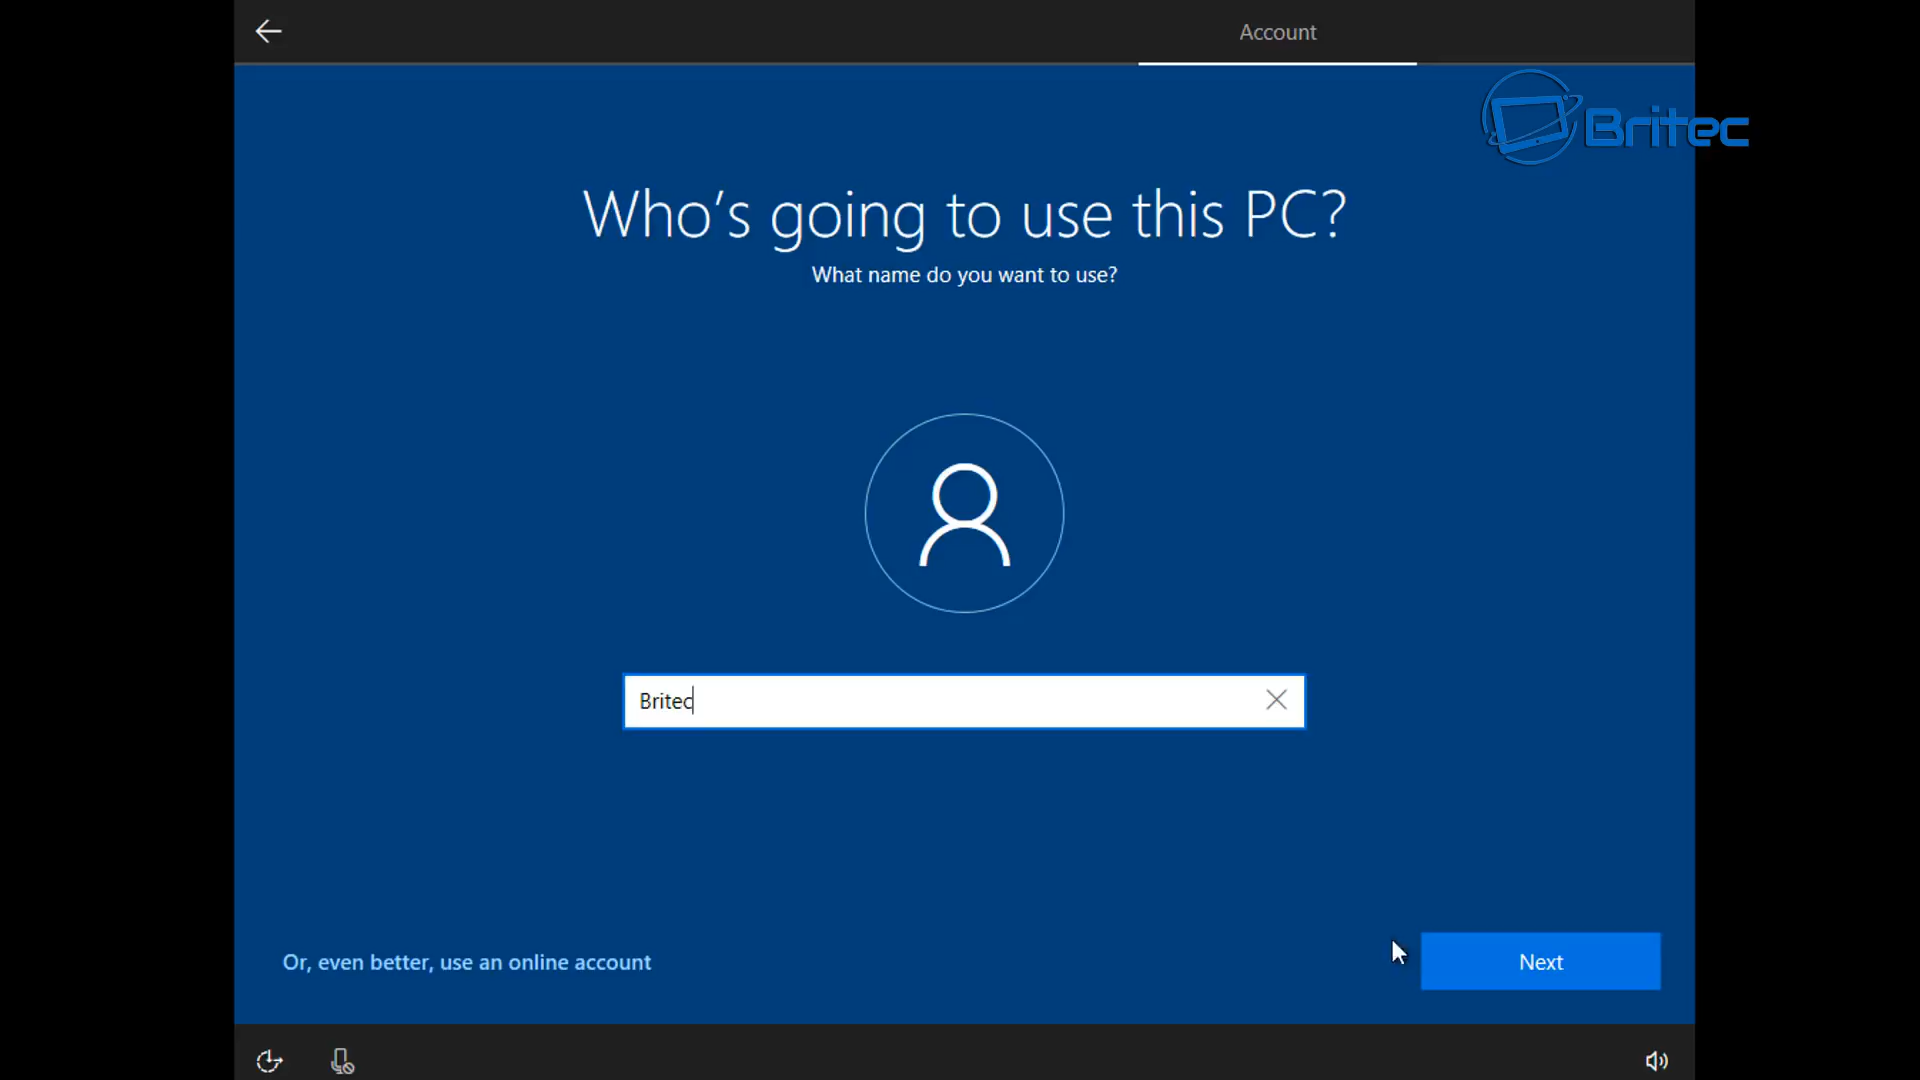 Account
Britec
Who's going to use this PC?
What name do you want to use?
Britec
Or, even better, use an online account
Next